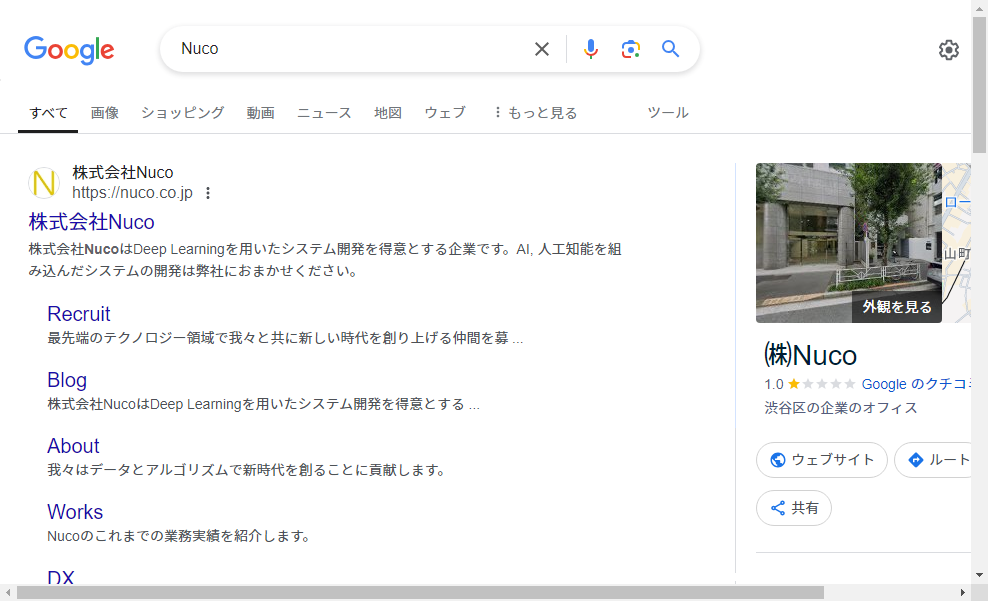 Google
Nuco
すべて 画像 ショッピング 動画 ニュース 地図 ウェブ もっと見る ツール
株式会社Nuco
https://nuco.co.jp
株式会社Nuco
株式会社NucoはDeep Learningを用いたシステム開発を得意とする企業です。AI, 人工知能を組
み込んだシステムの開発は弊社におまかせください。
Recruit
最先端のテクノロジー領域で我々と共に新しい時代を創り上げる仲間を募 ...
Blog
株式会社NucoはDeep Learningを用いたシステム開発を得意とする ...
About
我々はデータとアルゴリズムで新時代を創ることに貢献します。
Works
Nucoのこれまでの業務実績を紹介します。
DX
ロー
山町
外観を見る
㈱Nuco
1.0 Google のクチコミ
渋谷区の企業のオフィス
ウェブサイト ルート
共有